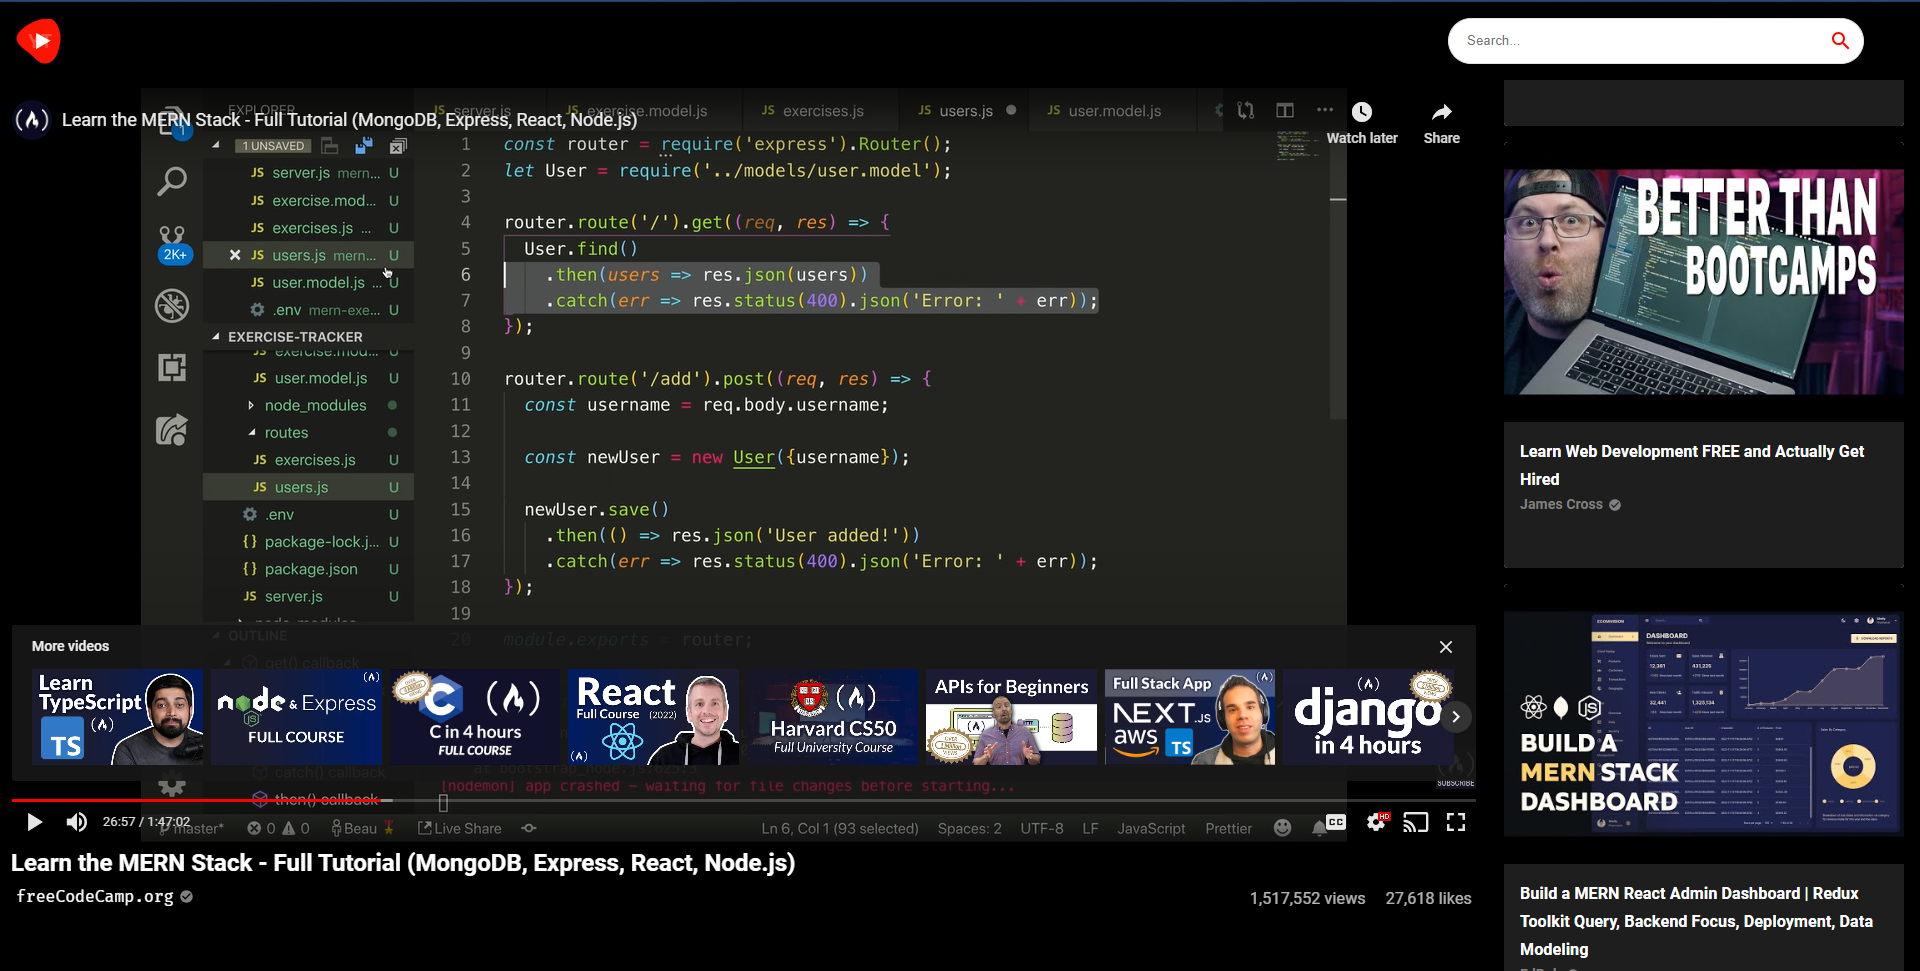 Search...
Learn the MERN Stack - Full Tutorial (MongoDB, Express, React, Node.js)
Watch later
Share
EXPLORER
JS server.js
JS exercise.model.js
JS exercises.js
JS users.js
JS user.model.js
1
1 UNSAVED
JS server.js mern... U
JS exercise.mod... U
JS exercises.js ... U
JS users.js mern... U
JS user.model.js ... U
.env mern-exe... U
2K+
EXERCISE-TRACKER
JS exercise.mod... U
JS user.model.js U
node_modules
routes
JS exercises.js U
JS users.js U
.env U
{} package-lock.j... U
{} package.json U
JS server.js U
node_modules
OUTLINE
get() callback
catch() callback
then() callback
1 const router = require('express').Router();
2 let User = require('../models/user.model');
3
4 router.route('/').get((req, res) => {
5 User.find()
6 .then(users => res.json(users))
7 .catch(err => res.status(400).json('Error: ' + err));
8 });
9
10 router.route('/add').post((req, res) => {
11 const username = req.body.username;
12
13 const newUser = new User({username});
14
15 newUser.save()
16 .then(() => res.json('User added!'))
17 .catch(err => res.status(400).json('Error: ' + err));
18 });
19
20 module.exports = router;
More videos
Learn
TypeScript
TS
node & Express
JS
FULL COURSE
C
C in 4 hours
FULL COURSE
React
Full Course (2022)
Harvard CS50
Full University Course
APIs for Beginners
Full Stack App
NEXT.JS
aws TS
django
in 4 hours
SUBSCRIBE
[nodemon] app crashed - waiting for file changes before starting...
26:57 / 1:47:02
master*
0 0
Beau
Live Share
Ln 6, Col 1 (93 selected)
Spaces: 2
UTF-8
LF
JavaScript
Prettier
CC
HD
Learn the MERN Stack - Full Tutorial (MongoDB, Express, React, Node.js)
freeCodeCamp.org
1,517,552 views
27,618 likes
BETTER THAN
BOOTCAMPS
Learn Web Development FREE and Actually Get
Hired
James Cross
DASHBOARD
BUILD A
MERN STACK
DASHBOARD
Build a MERN React Admin Dashboard | Redux
Toolkit Query, Backend Focus, Deployment, Data
Modeling